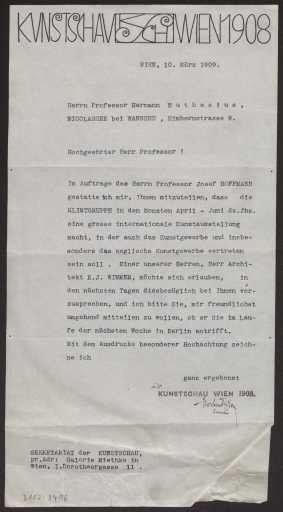 KUNSTSCHAU WIEN 1908
WIEN, 10. März 1909.
Herrn Professor Hermann Muthesius,
NICOLASSEE bei WANNSEE,
Hochgeehrter Herr Professor !
Im Auftrage des Herrn Professor Josef HOFFMANN
gestatte ich mir, Ihnen mitzuteilen, dass die
KLIMTGRUPPE in den Monaten April - Juni ds.Jhs.
eine grosse internationale Kunstausstellung
macht, in der auch das Kunstgewerbe und insbe-
sonders das englische Kunstgewerbe vertreten
sein soll . Einer unserer Herren, Herr Archi-
tekt E.J. WIMMER, möchte sich erlauben, in
den nächsten Tagen diesbezüglich bei Ihnen vor-
zusprechen, und ich bitte Sie, mir freundlichst
umgehend mitteilen zu wollen, ob er Sie im Lau-
fe der nächsten Woche in Berlin antrifft.
Mit dem Ausdrucke besonderer Hochachtung zeich-
ne ich
ganz ergebenst
KUNSTSCHAU WIEN 1908.
SEKRETARIAT der KUNSTSCHAU,
pr.Adr: Galerie Miethke in
Wien, I.Dorotheergasse 11 .